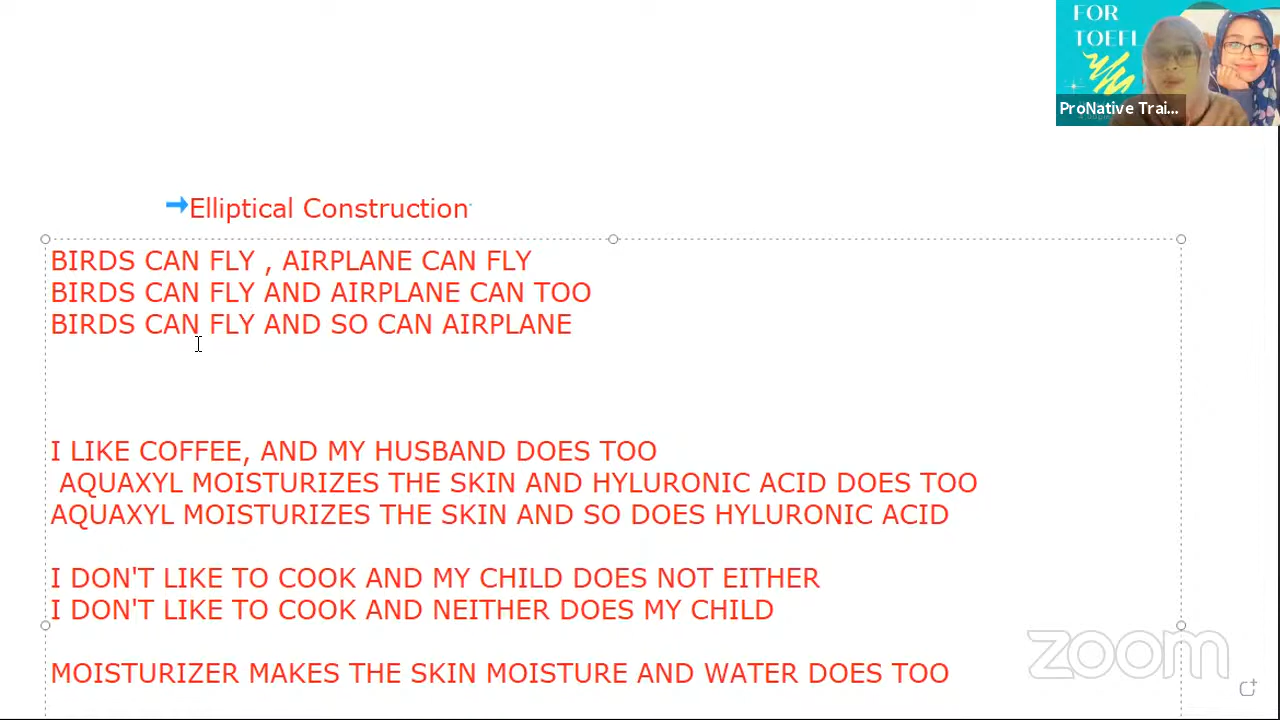 FOR
TOEFL
ProNative Trai...
➞Elliptical Construction
BIRDS CAN FLY , AIRPLANE CAN FLY
BIRDS CAN FLY AND AIRPLANE CAN TOO
BIRDS CAN FLY AND SO CAN AIRPLANE
I LIKE COFFEE, AND MY HUSBAND DOES TOO
AQUAXYL MOISTURIZES THE SKIN AND HYLURONIC ACID DOES TOO
AQUAXYL MOISTURIZES THE SKIN AND SO DOES HYLURONIC ACID
I DON'T LIKE TO COOK AND MY CHILD DOES NOT EITHER
I DON'T LIKE TO COOK AND NEITHER DOES MY CHILD
MOISTURIZER MAKES THE SKIN MOISTURE AND WATER DOES TOO
zoom